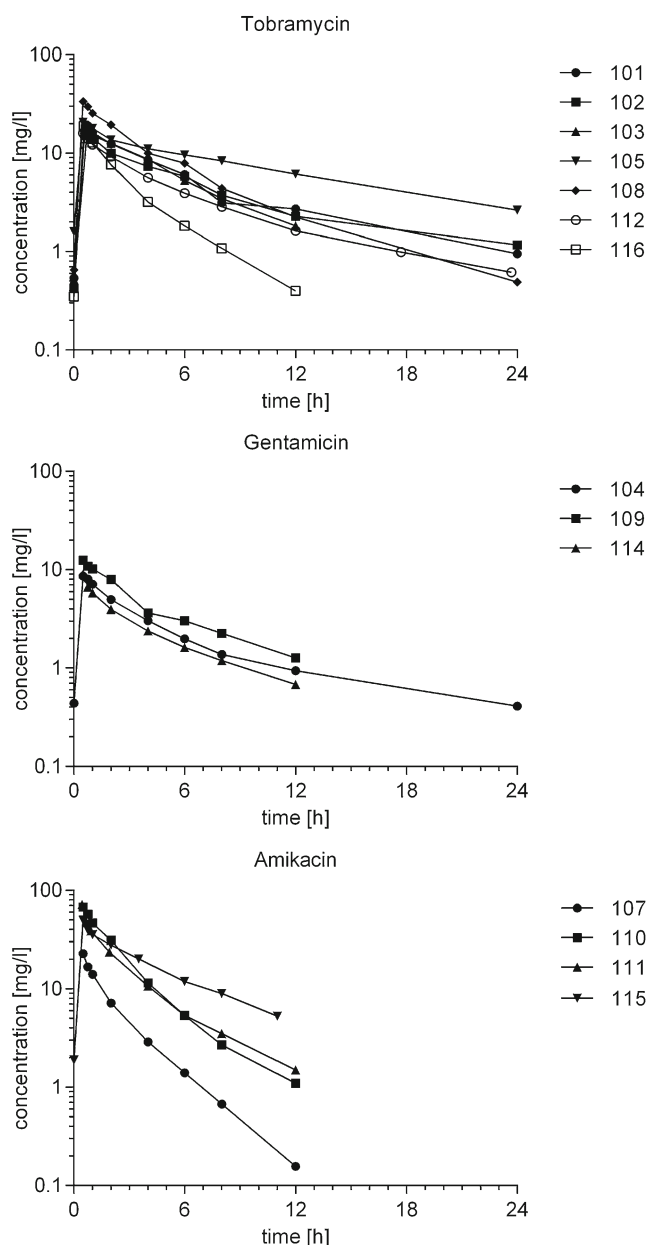 Tobramycin
concentration [mg/l]
100
10
1
0.1
0 6 12 18 24
time [h]
101
102
103
105
108
112
116
Gentamicin
concentration [mg/l]
100
10
1
0.1
0 6 12 18 24
time [h]
104
109
114
Amikacin
concentration [mg/l]
100
10
1
0.1
0 6 12 18 24
time [h]
107
110
111
115